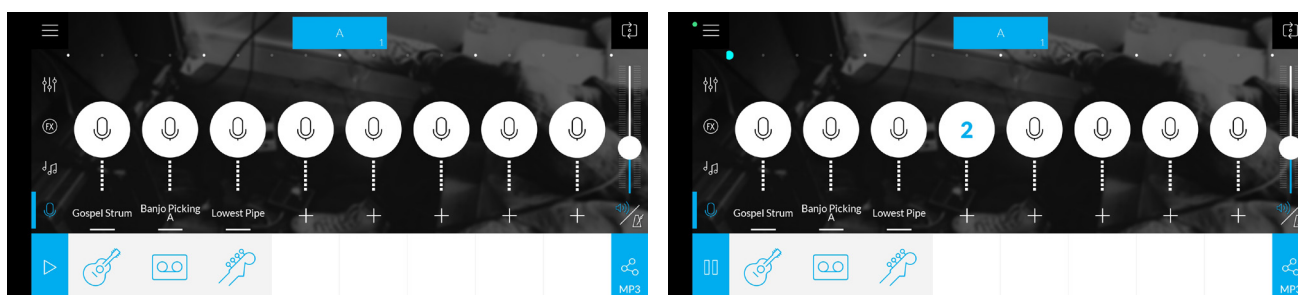 A
1
Gospel Strum
Banjo Picking
A
Lowest Pipe
MP3
A
1
2
Gospel Strum
Banjo Picking
A
Lowest Pipe
MP3